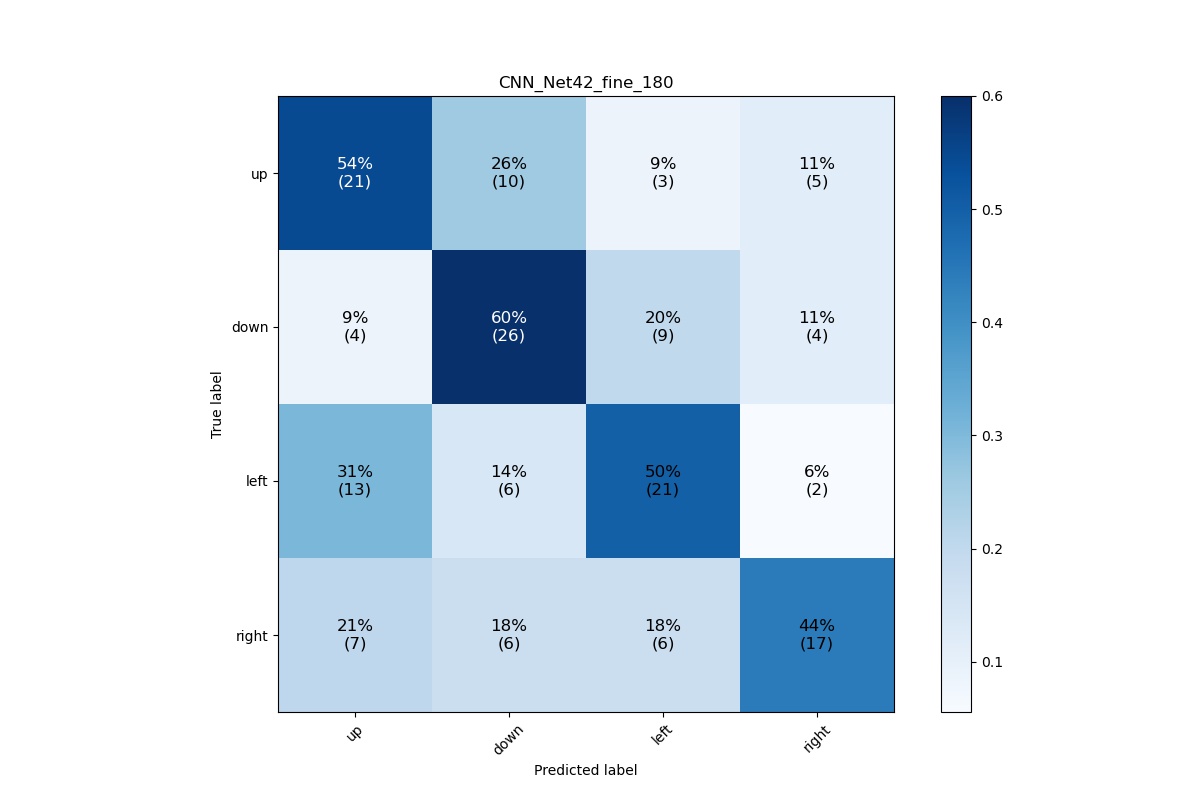 CNN_Net42_fine_180
0.6
54% 26% 9% 11%
(21) (10) (3) (5)
up
0.5
9% 60% 20% 11%
(4) (26) (9) (4)
down
0.4
True label
0.3
31% 14% 50% 6%
(13) (6) (21) (2)
left
0.2
21% 18% 18% 44%
(7) (6) (6) (17)
right
0.1
up down left right
Predicted label